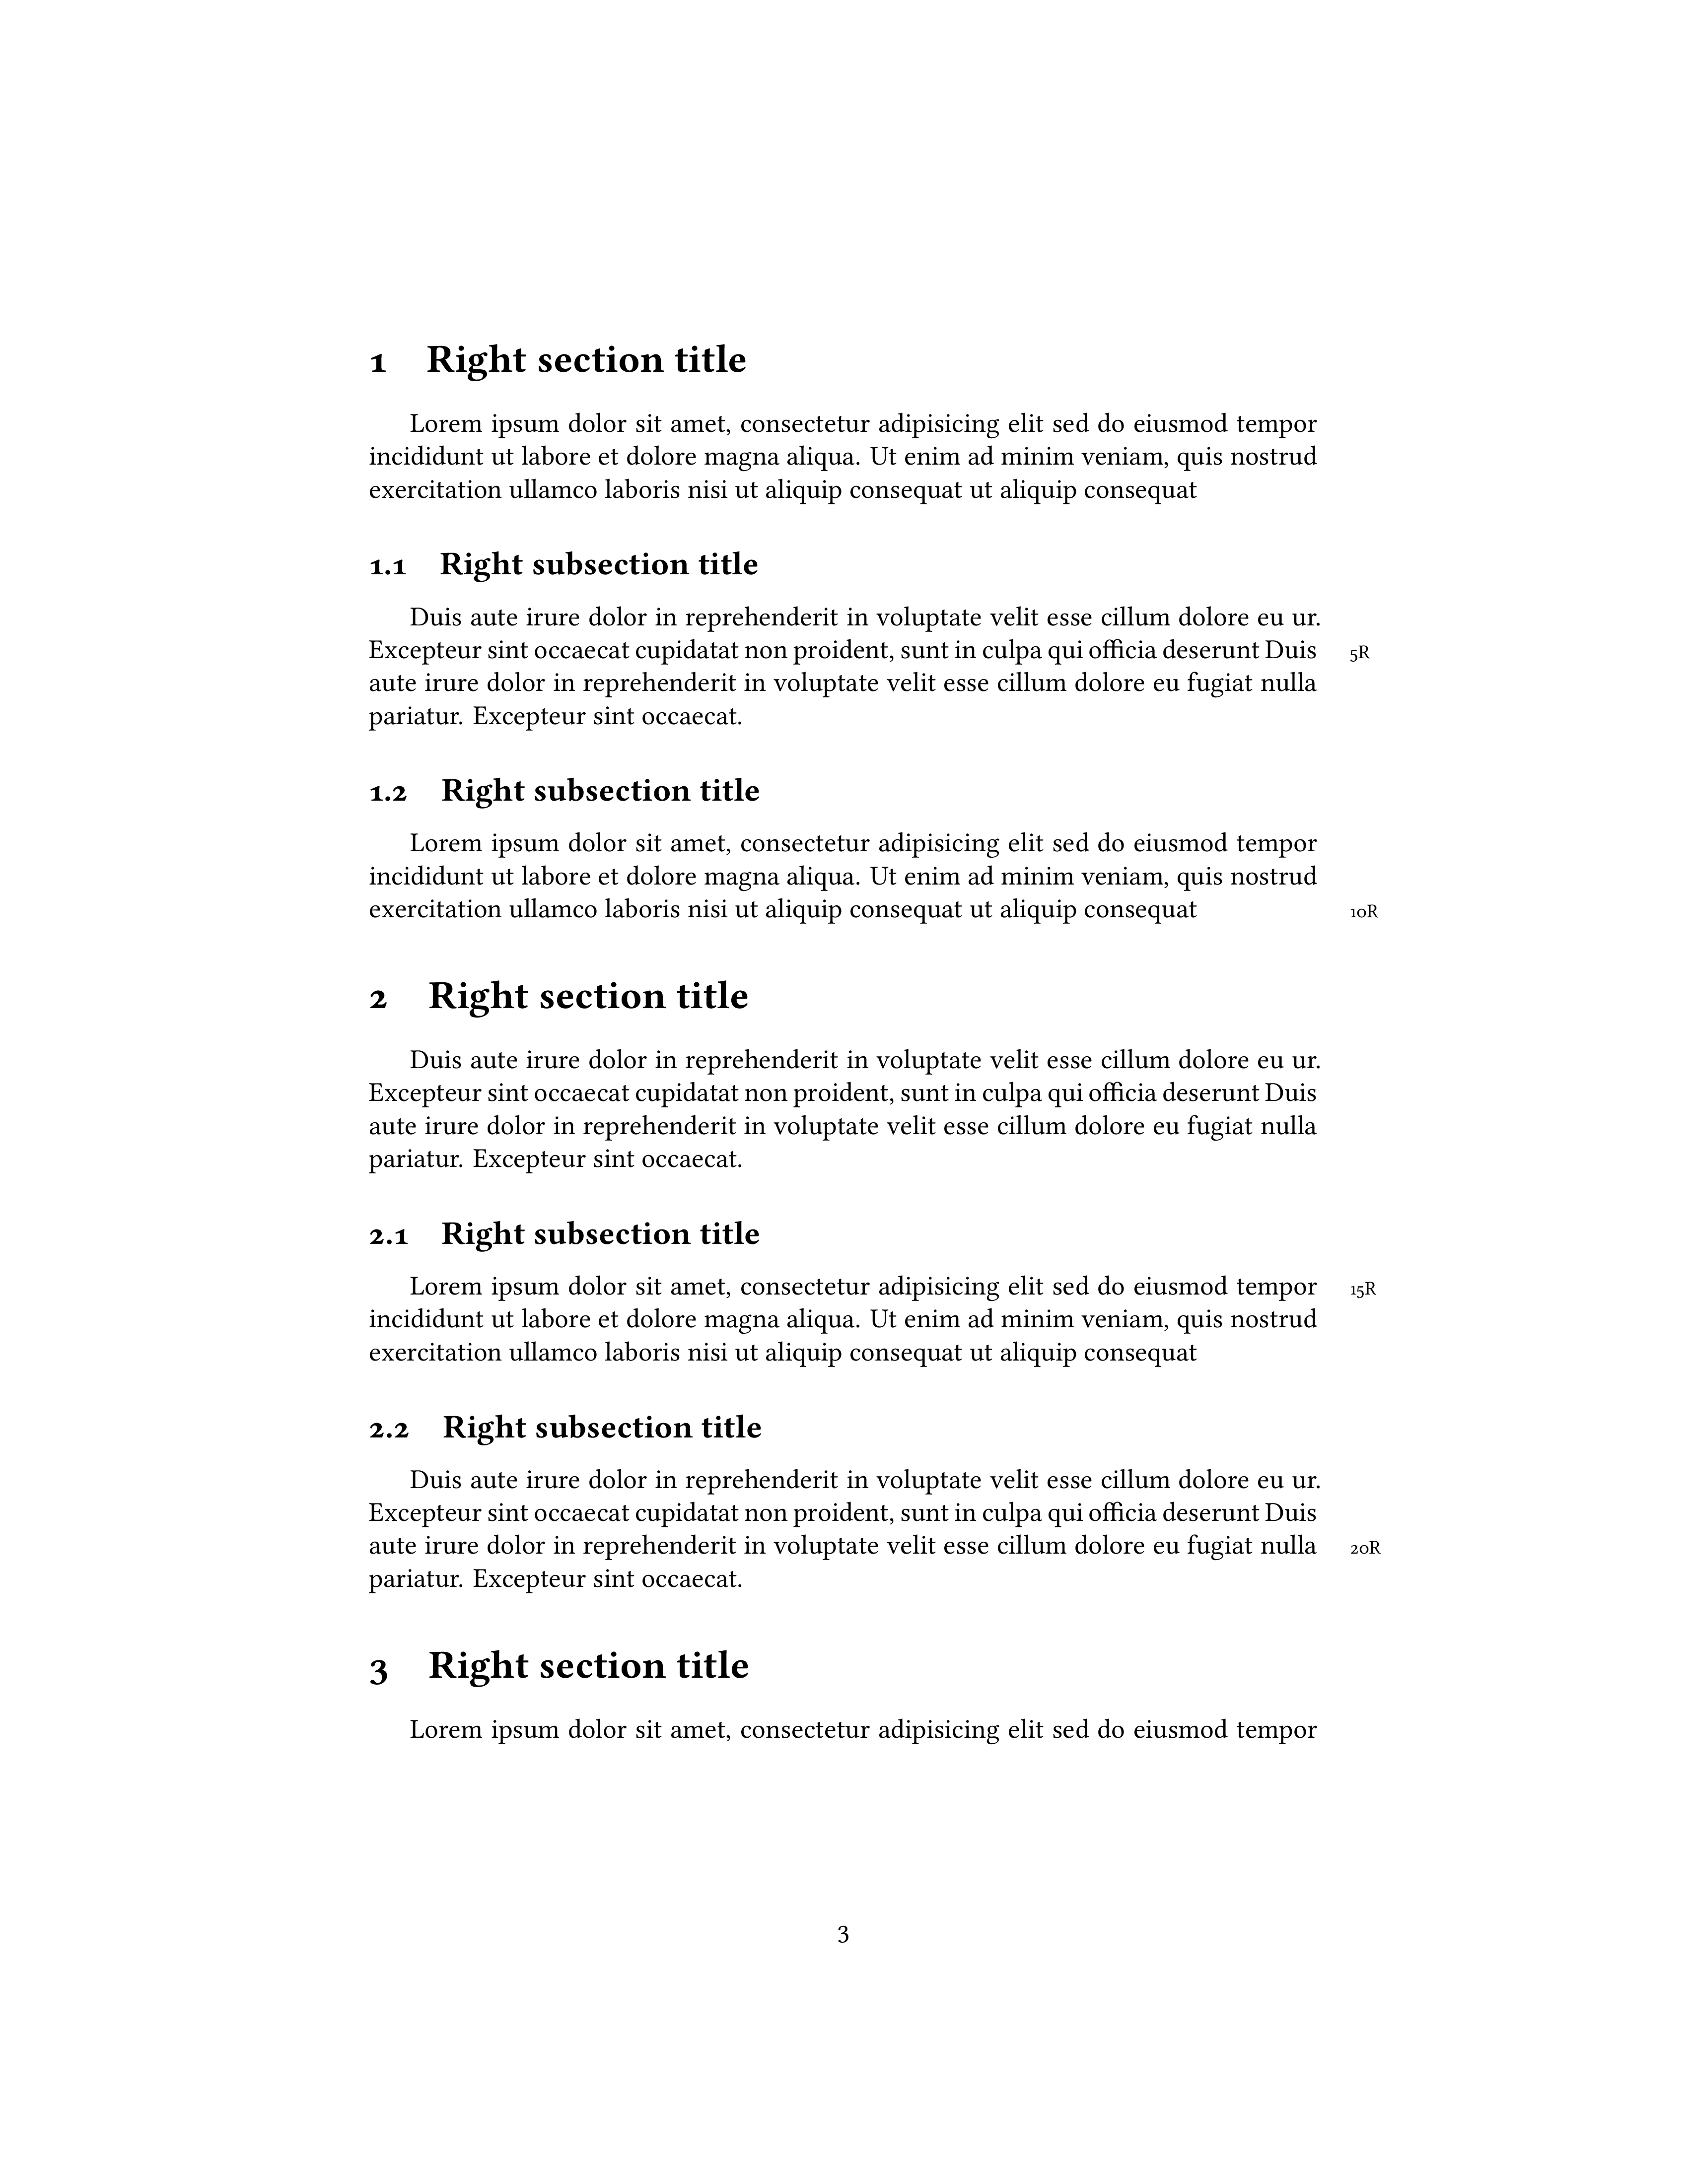 1 Right section title
Lorem ipsum dolor sit amet, consectetur adipisicing elit sed do eiusmod tempor
incididunt ut labore et dolore magna aliqua. Ut enim ad minim veniam, quis nostrud
exercitation ullamco laboris nisi ut aliquip consequat ut aliquip consequat
1.1 Right subsection title
Duis aute irure dolor in reprehenderit in voluptate velit esse cillum dolore eu ur.
Excepteur sint occaecat cupidatat non proident, sunt in culpa qui officia deserunt Duis 5R
aute irure dolor in reprehenderit in voluptate velit esse cillum dolore eu fugiat nulla
pariatur. Excepteur sint occaecat.
1.2 Right subsection title
Lorem ipsum dolor sit amet, consectetur adipisicing elit sed do eiusmod tempor
incididunt ut labore et dolore magna aliqua. Ut enim ad minim veniam, quis nostrud
exercitation ullamco laboris nisi ut aliquip consequat ut aliquip consequat 10R
2 Right section title
Duis aute irure dolor in reprehenderit in voluptate velit esse cillum dolore eu ur.
Excepteur sint occaecat cupidatat non proident, sunt in culpa qui officia deserunt Duis
aute irure dolor in reprehenderit in voluptate velit esse cillum dolore eu fugiat nulla
pariatur. Excepteur sint occaecat.
2.1 Right subsection title
Lorem ipsum dolor sit amet, consectetur adipisicing elit sed do eiusmod tempor 15R
incididunt ut labore et dolore magna aliqua. Ut enim ad minim veniam, quis nostrud
exercitation ullamco laboris nisi ut aliquip consequat ut aliquip consequat
2.2 Right subsection title
Duis aute irure dolor in reprehenderit in voluptate velit esse cillum dolore eu ur.
Excepteur sint occaecat cupidatat non proident, sunt in culpa qui officia deserunt Duis
aute irure dolor in reprehenderit in voluptate velit esse cillum dolore eu fugiat nulla 20R
pariatur. Excepteur sint occaecat.
3 Right section title
Lorem ipsum dolor sit amet, consectetur adipisicing elit sed do eiusmod tempor
3